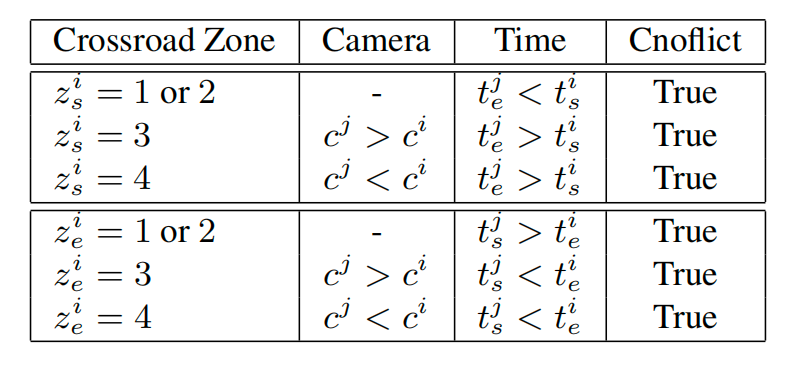 Crossroad Zone Camera Time Cnoflict
z_s^i = 1 or 2 - t_e^j < t_s^i True
z_s^i = 3 c^j > c^i t_e^j > t_s^i True
z_s^i = 4 c^j < c^i t_e^j > t_s^i True
z_e^i = 1 or 2 - t_s^j > t_e^i True
z_e^i = 3 c^j > c^i t_s^j < t_e^i True
z_e^i = 4 c^j < c^i t_s^j < t_e^i True